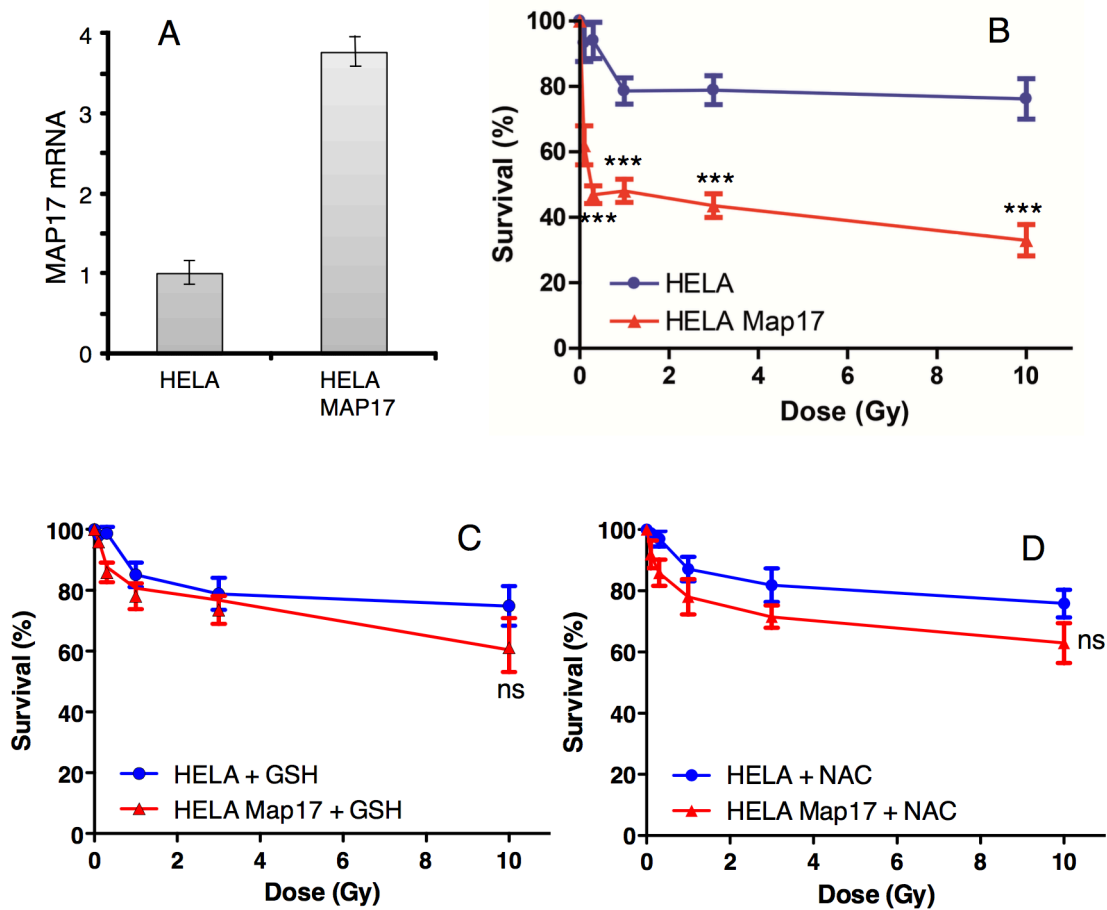 A
MAP17 mRNA
4
3
2
1
0
HELA
HELA
MAP17
B
Survival (%)
100
80
60
40
20
0
***
***
***
***
HELA
HELA Map17
0 2 4 6 8 10
Dose (Gy)
C
Survival (%)
100
80
60
40
20
0
ns
HELA + GSH
HELA Map17 + GSH
0 2 4 6 8 10
Dose (Gy)
D
Survival (%)
100
80
60
40
20
0
ns
HELA + NAC
HELA Map17 + NAC
0 2 4 6 8 10
Dose (Gy)